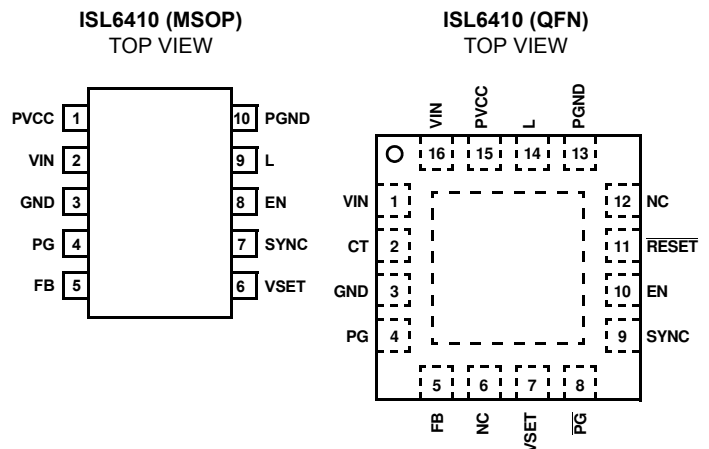 ISL6410 (MSOP)
TOP VIEW
PVCC 1
10 PGND
VIN 2
9 L
GND 3
8 EN
PG 4
7 SYNC
FB 5
6 VSET
ISL6410 (QFN)
TOP VIEW
VIN
PVCC
L
PGND
16
15
14
13
VIN 1
12 NC
CT 2
11 RESET
GND 3
10 EN
PG 4
9 SYNC
5
6
7
8
FB
NC
VSET
PG